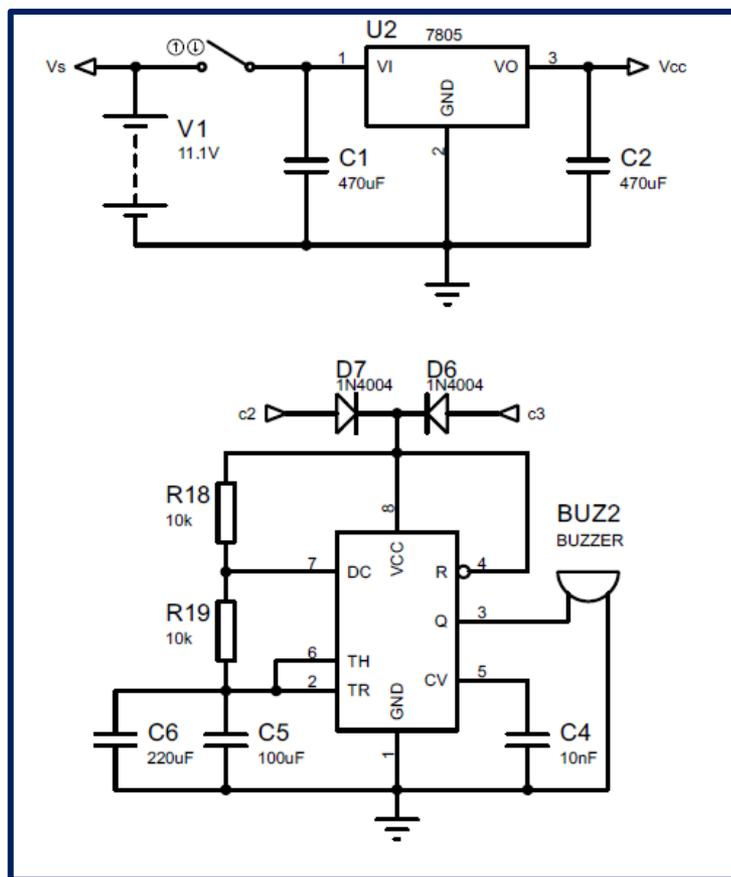 U2
7805
Vs
1
VI
VO
3
Vcc
GND
2
V1
11.1V
C1
470uF
C2
470uF
D7
1N4004
D6
1N4004
c2
c3
R18
10k
8
VCC
BUZ2
BUZZER
7
DC
R
4
R19
10k
Q
3
6
TH
2
TR
CV
5
GND
1
C6
220uF
C5
100uF
C4
10nF